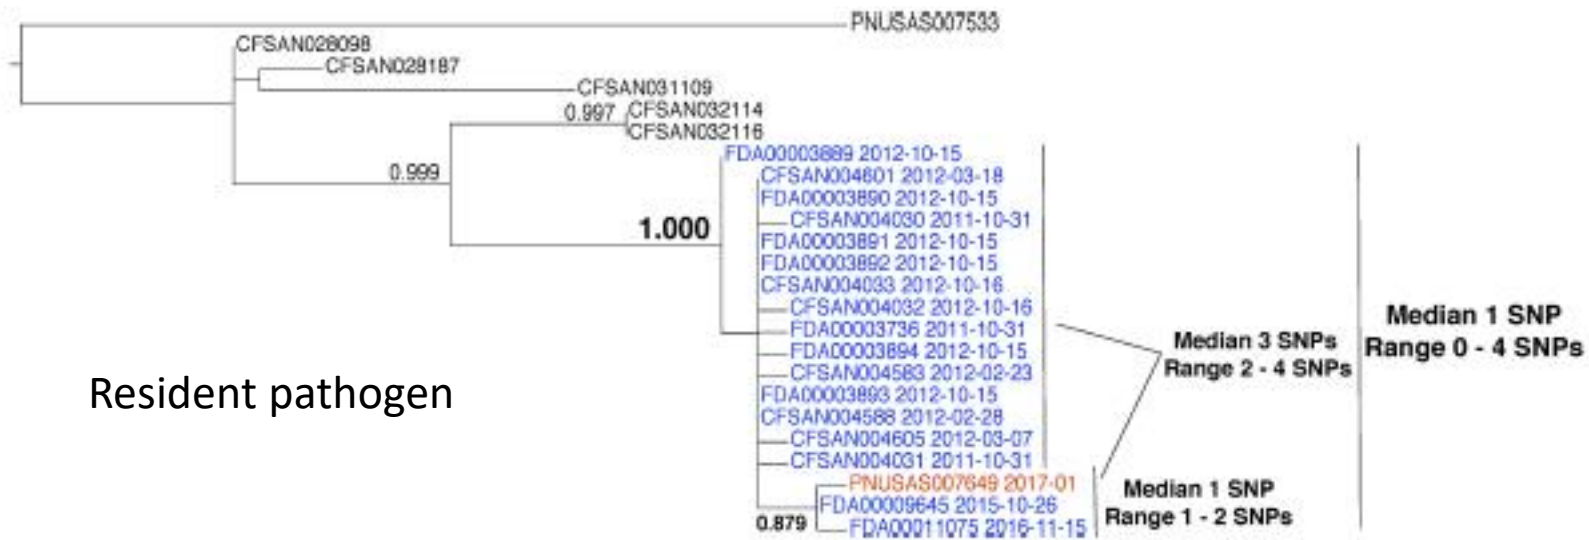 PNUSAS007533
CFSAN028098
CFSAN028187
CFSAN031109
0.997
CFSAN032114
CFSAN032116
FDA00003889 2012-10-15
0.999
CFSAN004601 2012-03-18
FDA00003890 2012-10-15
1.000
CFSAN004030 2011-10-31
FDA00003891 2012-10-15
FDA00003892 2012-10-15
CFSAN004033 2012-10-16
CFSAN004032 2012-10-16
FDA00003736 2011-10-31
FDA00003894 2012-10-15
CFSAN004583 2012-02-23
FDA00003893 2012-10-15
CFSAN004588 2012-02-28
CFSAN004605 2012-03-07
CFSAN004031 2011-10-31
PNUSAS007649 2017-01
FDA00009645 2015-10-26
0.879
FDA00011075 2016-11-15
Median 3 SNPs
Range 2 - 4 SNPs
Median 1 SNP
Range 0 - 4 SNPs
Median 1 SNP
Range 1 - 2 SNPs
Resident pathogen